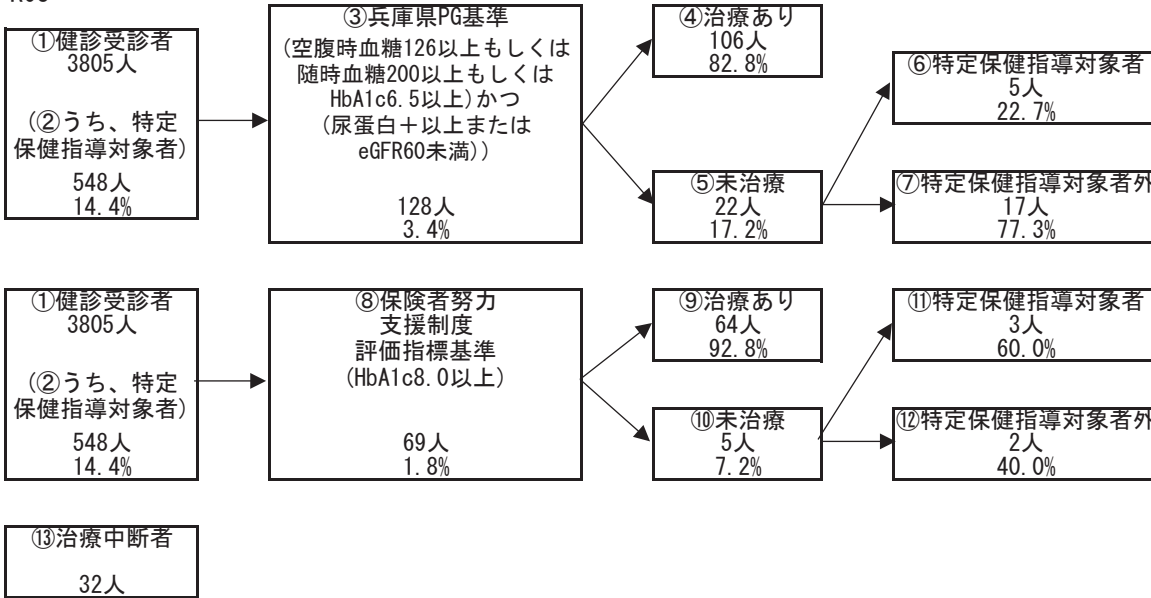 ①健診受診者
3805人
(②うち、特定
保健指導対象者)
548人
14.4%
③兵庫県PG基準
(空腹時血糖126以上もしくは
随時血糖200以上もしくは
HbA1c6.5以上)かつ
(尿蛋白+以上または
eGFR60未満))
128人
3.4%
④治療あり
106人
82.8%
⑤未治療
22人
17.2%
⑥特定保健指導対象者
5人
22.7%
⑦特定保健指導対象者外
17人
77.3%
①健診受診者
3805人
(②うち、特定
保健指導対象者)
548人
14.4%
⑧保険者努力
支援制度
評価指標基準
(HbA1c8.0以上)
69人
1.8%
⑨治療あり
64人
92.8%
⑩未治療
5人
7.2%
⑪特定保健指導対象者
3人
60.0%
⑫特定保健指導対象者外
2人
40.0%
⑬治療中断者
32人